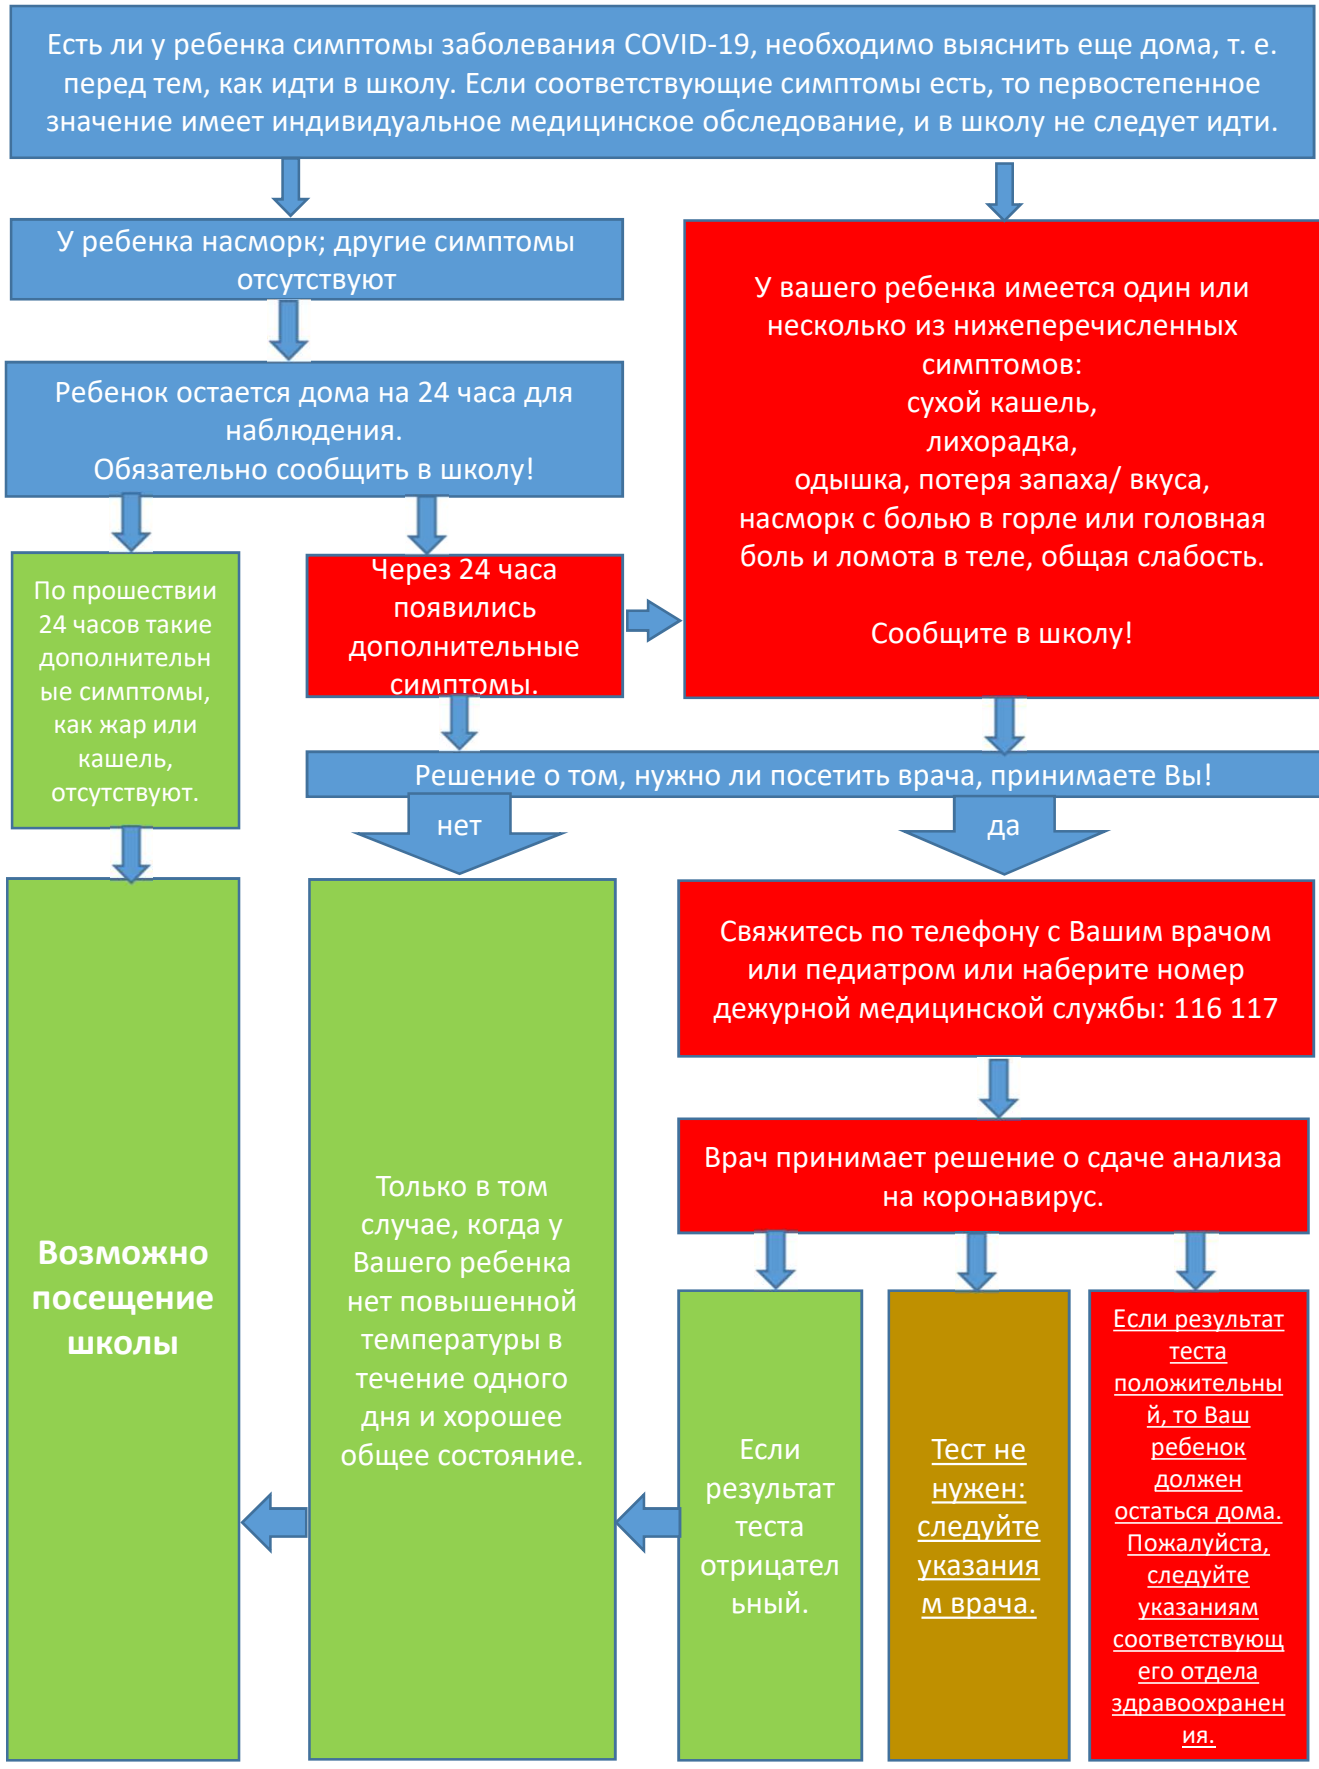 Есть ли у ребенка симптомы заболевания COVID-19, необходимо выяснить еще дома, т. е.
перед тем, как идти в школу. Если соответствующие симптомы есть, то первостепенное
значение имеет индивидуальное медицинское обследование, и в школу не следует идти.
У ребенка насморк; другие симптомы
отсутствуют
Ребенок остается дома на 24 часа для
наблюдения.
Обязательно сообщить в школу!
У вашего ребенка имеется один или
несколько из нижеперечисленных
симптомов:
сухой кашель,
лихорадка,
одышка, потеря запаха/ вкуса,
насморк с болью в горле или головная
боль и ломота в теле, общая слабость.
Сообщите в школу!
По прошествии
24 часов такие
дополнительн
ые симптомы,
как жар или
кашель,
отсутствуют.
Через 24 часа
появились
дополнительные
симптомы.
Решение о том, нужно ли посетить врача, принимаете Вы!
нет
да
Возможно
посещение
школы
Только в том
случае, когда у
Вашего ребенка
нет повышенной
температуры в
течение одного
дня и хорошее
общее состояние.
Свяжитесь по телефону с Вашим врачом
или педиатром или наберите номер
дежурной медицинской службы: 116 117
Врач принимает решение о сдаче анализа
на коронавирус.
Если
результат
теста
отрицател
ьный.
Тест не
нужен:
следуйте
указания
м врача.
Если результат
теста
положительны
й, то Ваш
ребенок
должен
остаться дома.
Пожалуйста,
следуйте
указаниям
соответствующ
его отдела
здравоохранен
ия.